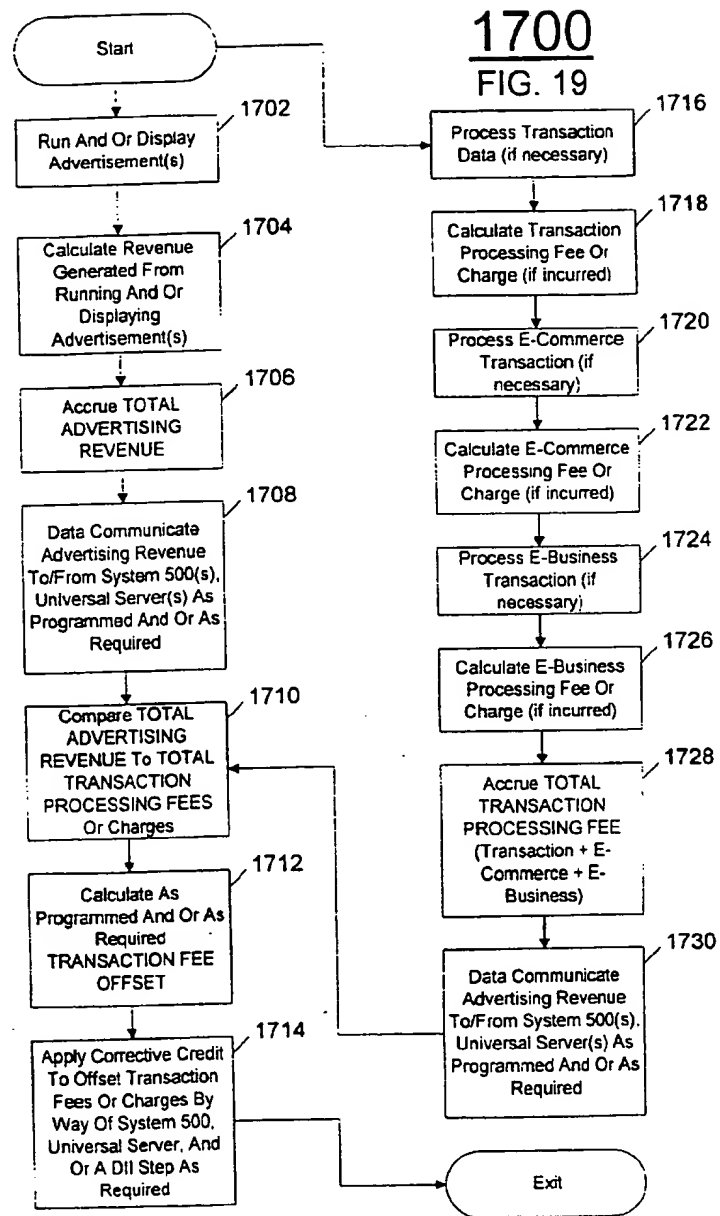 1700
FIG. 19
Start
1702
Run And Or Display
Advertisement(s)
1704
Calculate Revenue
Generated From
Running And Or
Displaying
Advertisement(s)
1706
Accrue TOTAL
ADVERTISING
REVENUE
1708
Data Communicate
Advertising Revenue
To/From System 500(s),
Universal Server(s) As
Programmed And Or As
Required
1710
Compare TOTAL
ADVERTISING
REVENUE To TOTAL
TRANSACTION
PROCESSING FEES
Or Charges
1712
Calculate As
Programmed And Or As
Required
TRANSACTION FEE
OFFSET
1714
Apply Corrective Credit
To Offset Transaction
Fees Or Charges By
Way Of System 500,
Universal Server, And
Or A DII Step As
Required
1716
Process Transaction
Data (if necessary)
1718
Calculate Transaction
Processing Fee Or
Charge (if incurred)
1720
Process E-Commerce
Transaction (if
necessary)
1722
Calculate E-Commerce
Processing Fee Or
Charge (if incurred)
1724
Process E-Business
Transaction (if
necessary)
1726
Calculate E-Business
Processing Fee Or
Charge (if incurred)
1728
Accrue TOTAL
TRANSACTION
PROCESSING FEE
(Transaction + E-
Commerce + E-
Business)
1730
Data Communicate
Advertising Revenue
To/From System 500(s),
Universal Server(s) As
Programmed And Or As
Required
Exit